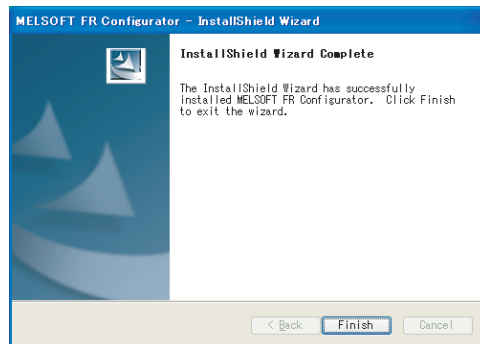 MELSOFT FR Configurator - InstallShield Wizard
InstallShield Wizard Complete
The InstallShield Wizard has successfully
installed MELSOFT FR Configurator. Click Finish
to exit the wizard.
< Back Finish Cancel